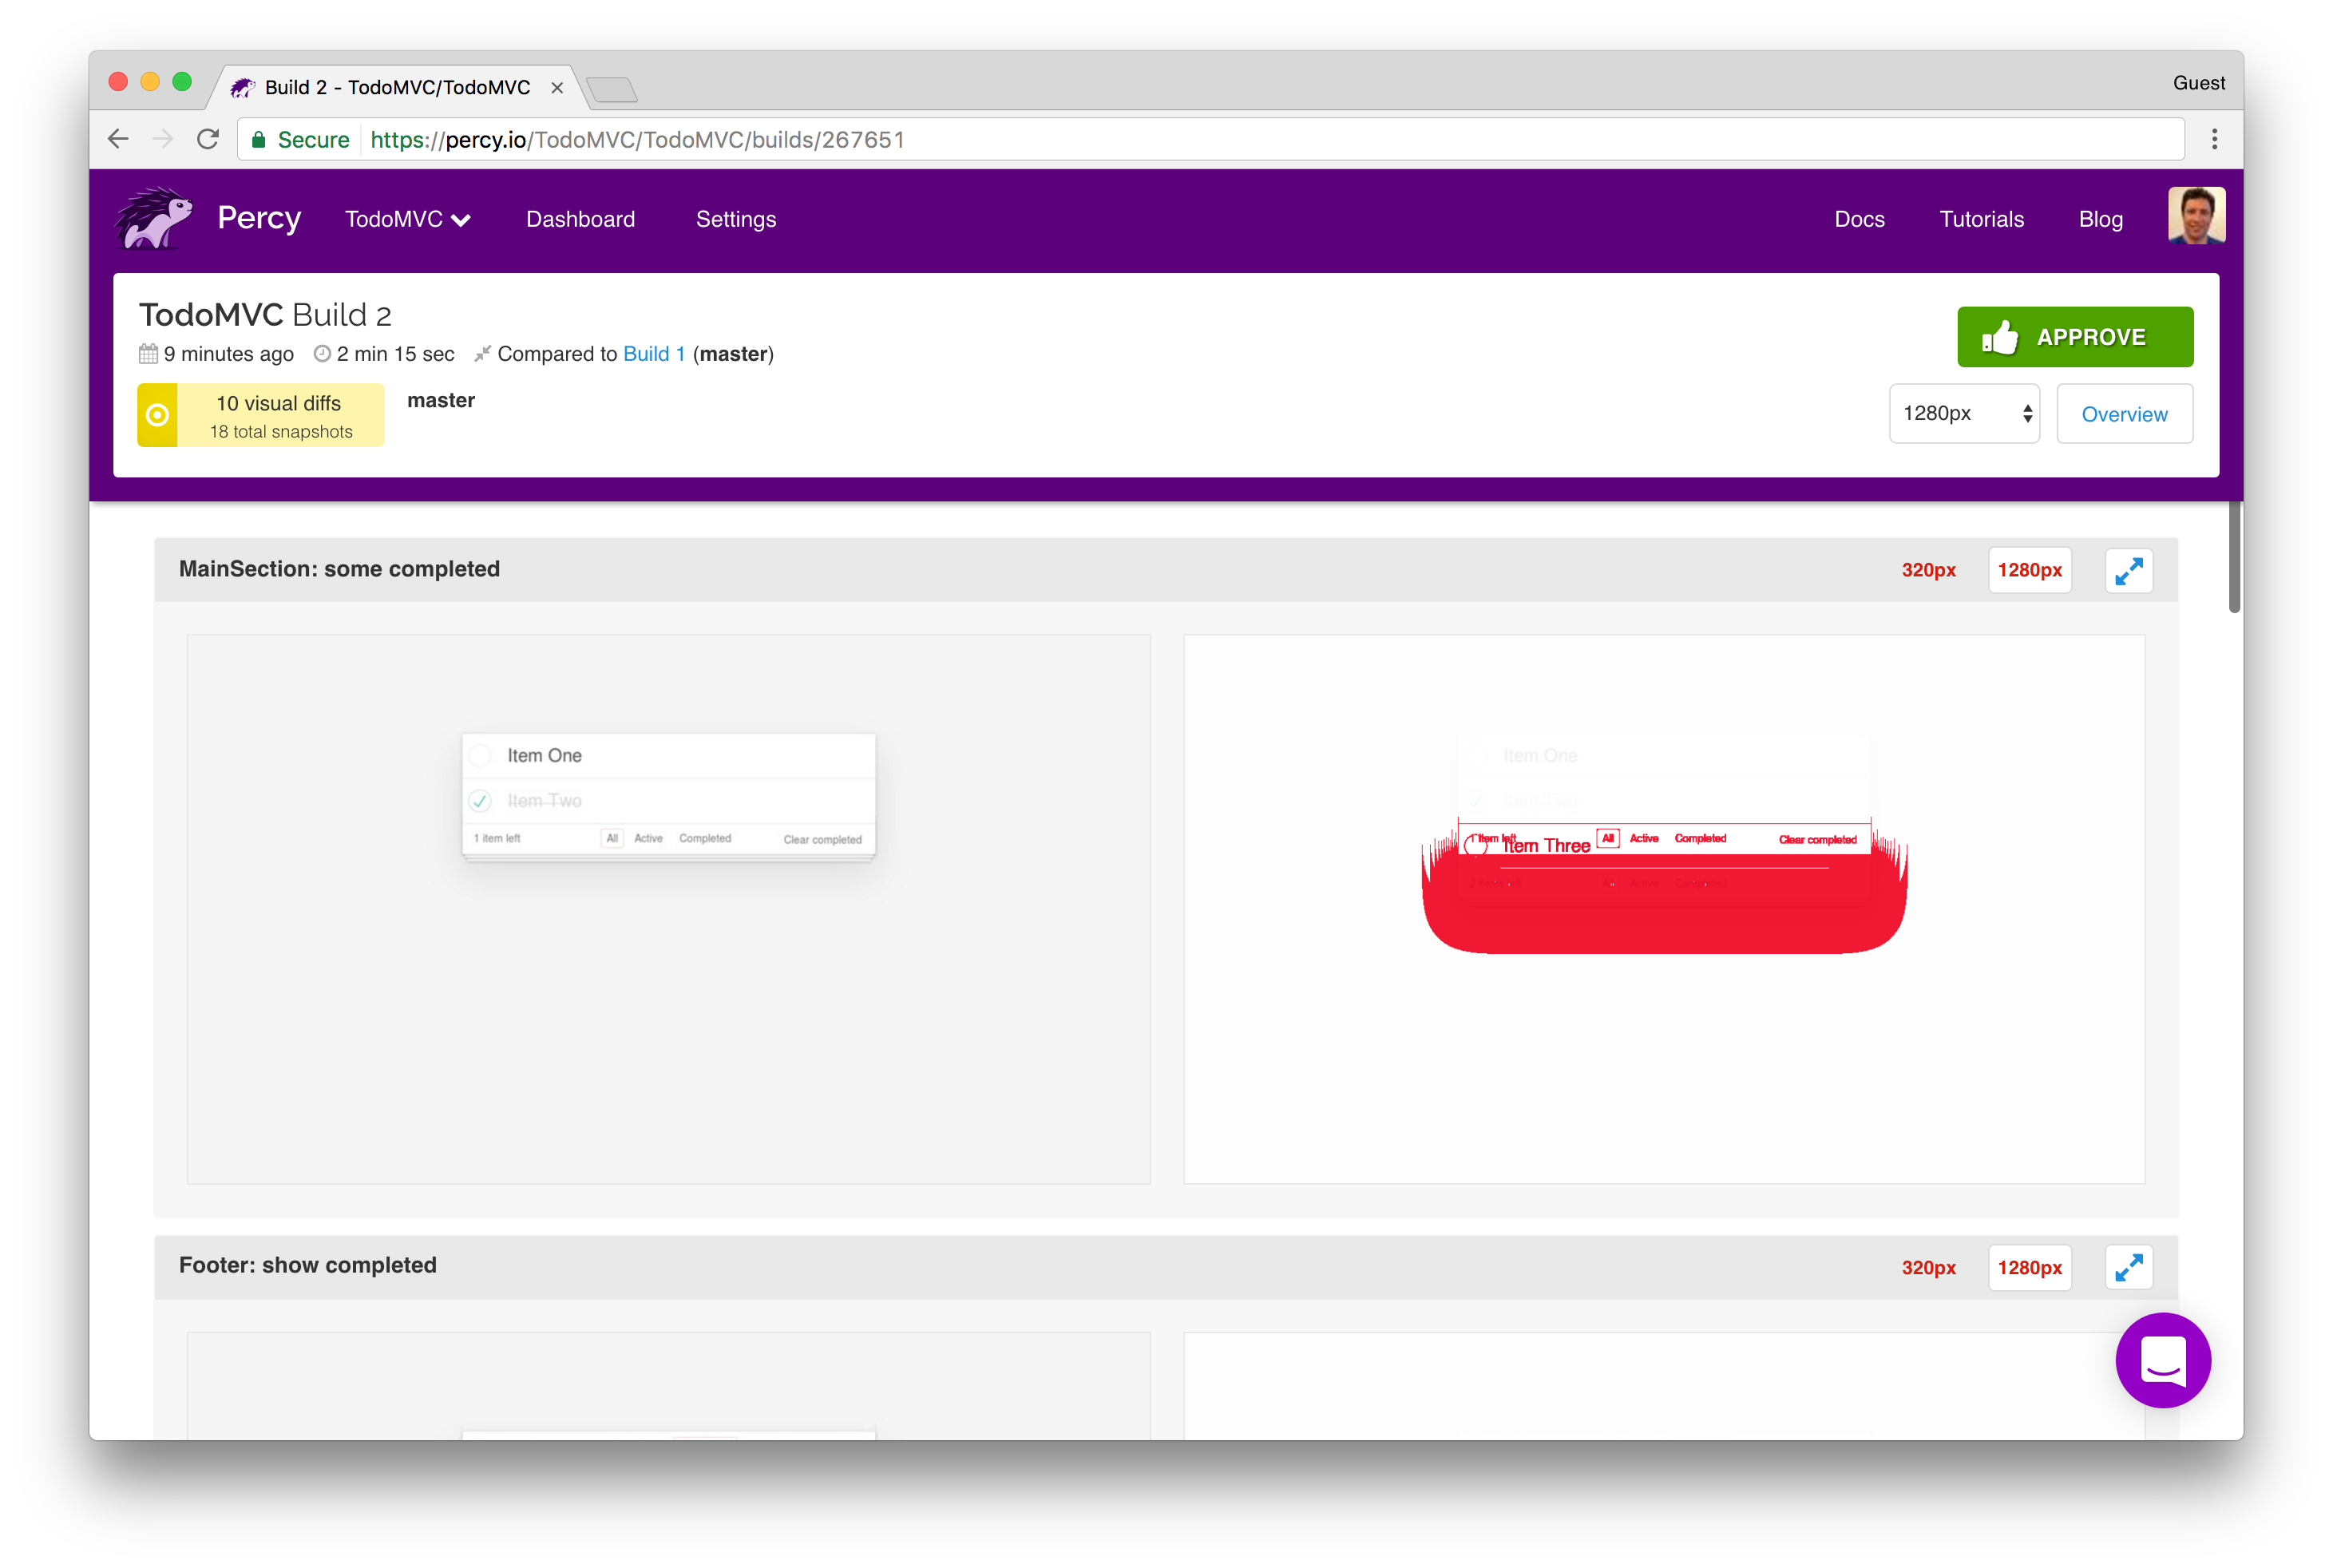 Build 2 - TodoMVC/TodoMVC
Guest
Secure https://percy.io/TodoMVC/TodoMVC/builds/267651
Percy TodoMVC Dashboard Settings Docs Tutorials Blog
TodoMVC Build 2
9 minutes ago 2 min 15 sec Compared to Build 1 (master)
APPROVE
10 visual diffs
18 total snapshots
master
1280px Overview
MainSection: some completed 320px 1280px
Item One
Item Two
1 item left All Active Completed Clear completed
Item One
Item Two
1 item left All Active Completed Clear completed
Item Three
Footer: show completed 320px 1280px